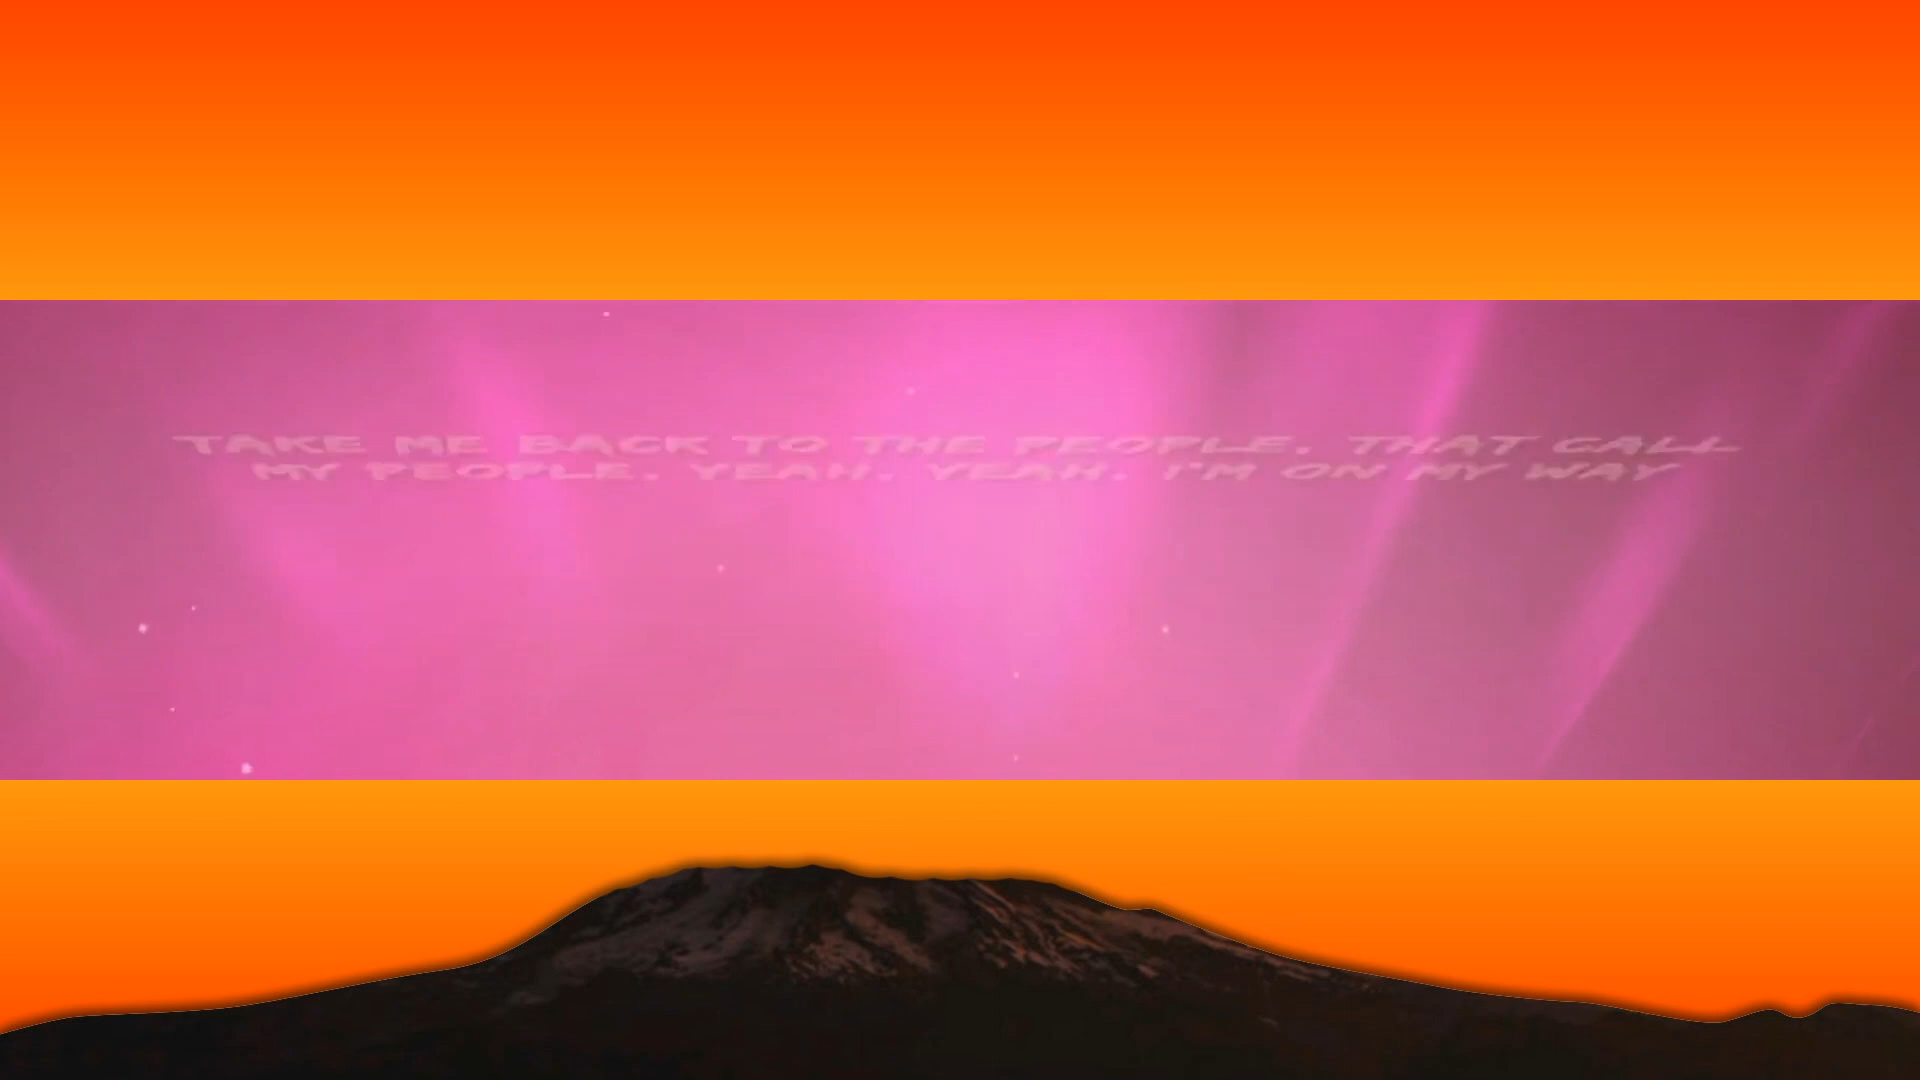 TAKE ME BACK TO THE PEOPLE. THAT CALL
MY PEOPLE. YEAH. YEAH. I'M ON MY WAY